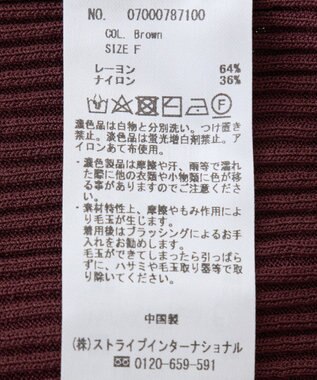 NO. 07000787100
COL. Brown
SIZE F
レーヨン 64%
ナイロン 36%
濃色品は白物と分別洗い。つけ置き
禁止。淡色品は蛍光増白剤禁止。ア
イロンあて布使用。
・濃色製品は摩擦や汗、雨等で濡れ
た際に他の衣類や小物類に色が移
る事がありますのでご注意くださ
い。
・素材特性上、摩擦やもみ作用によ
り毛玉が生じます。
着用後はブラッシングによるお手
入れをお勧めします。
毛玉ができてしまったら引っぱら
ずに、ハサミや毛玉取り器等で取
り除いてください。
中国製
(株)ストライプインターナショナル
0120-659-591